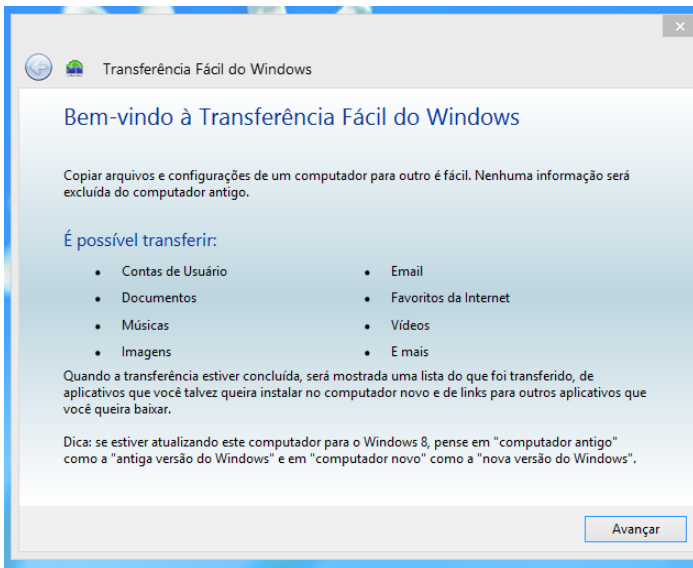 Transferência Fácil do Windows
Bem-vindo à Transferência Fácil do Windows
Copiar arquivos e configurações de um computador para outro é fácil. Nenhuma informação será
excluída do computador antigo.
É possível transferir:
• Contas de Usuário
• Documentos
• Músicas
• Imagens
• Email
• Favoritos da Internet
• Vídeos
• E mais
Quando a transferência estiver concluída, será mostrada uma lista do que foi transferido, de
aplicativos que você talvez queira instalar no computador novo e de links para outros aplicativos que
você queira baixar.
Dica: se estiver atualizando este computador para o Windows 8, pense em "computador antigo"
como a "antiga versão do Windows" e em "computador novo" como a "nova versão do Windows".
Avançar